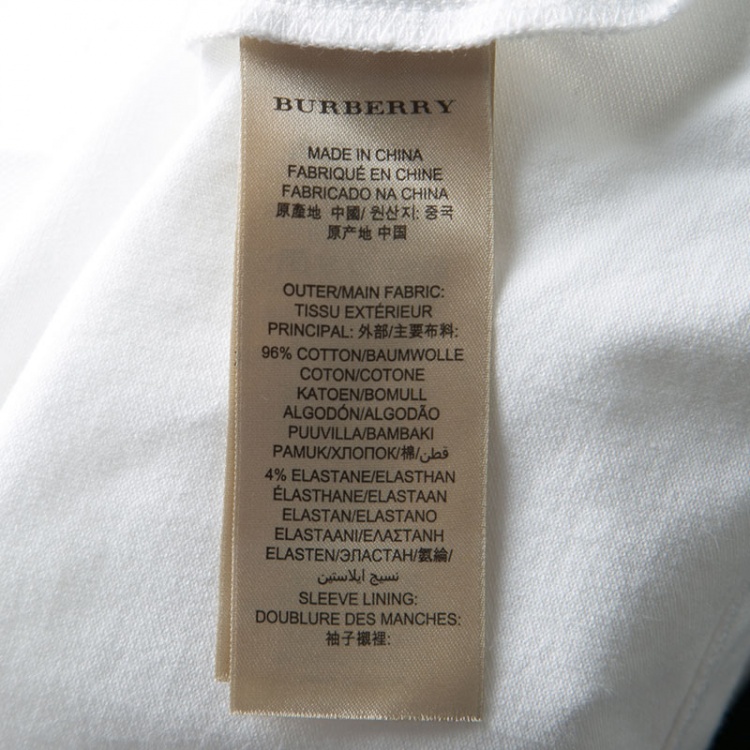 BURBERRY
MADE IN CHINA
FABRIQUÉ EN CHINE
FABRICADO NA CHINA
原產地 中國/ 원산지: 중국
原产地 中国
OUTER/MAIN FABRIC:
TISSU EXTÉRIEUR
PRINCIPAL: 外部/主要布料:
96% COTTON/BAUMWOLLE
COTON/COTONE
KATOEN/BOMULL
ALGODÓN/ALGODÃO
PUUVILLA/BAMBAKI
PAMUK/ХЛОПОК/棉/قطن
4% ELASTANE/ELASTHAN
ÉLASTHANE/ELASTAAN
ELASTAN/ELASTANO
ELASTAANI/ΕΛΑΣΤΑΝΗ
ELASTEN/ЭЛАСТАН/氨綸/
نسيج ايلاستين
SLEEVE LINING:
DOUBLURE DES MANCHES:
袖子襯裡: